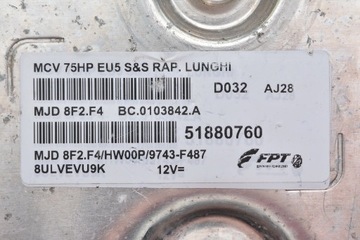 MCV 75HP EU5 S&S RAP. LUNGHI
D032 AJ28
MJD 8F2.F4 BC.0103842.A
51880760
MJD 8F2.F4/HW00P/9743-F487
8ULVEVU9K 12V=
FPT